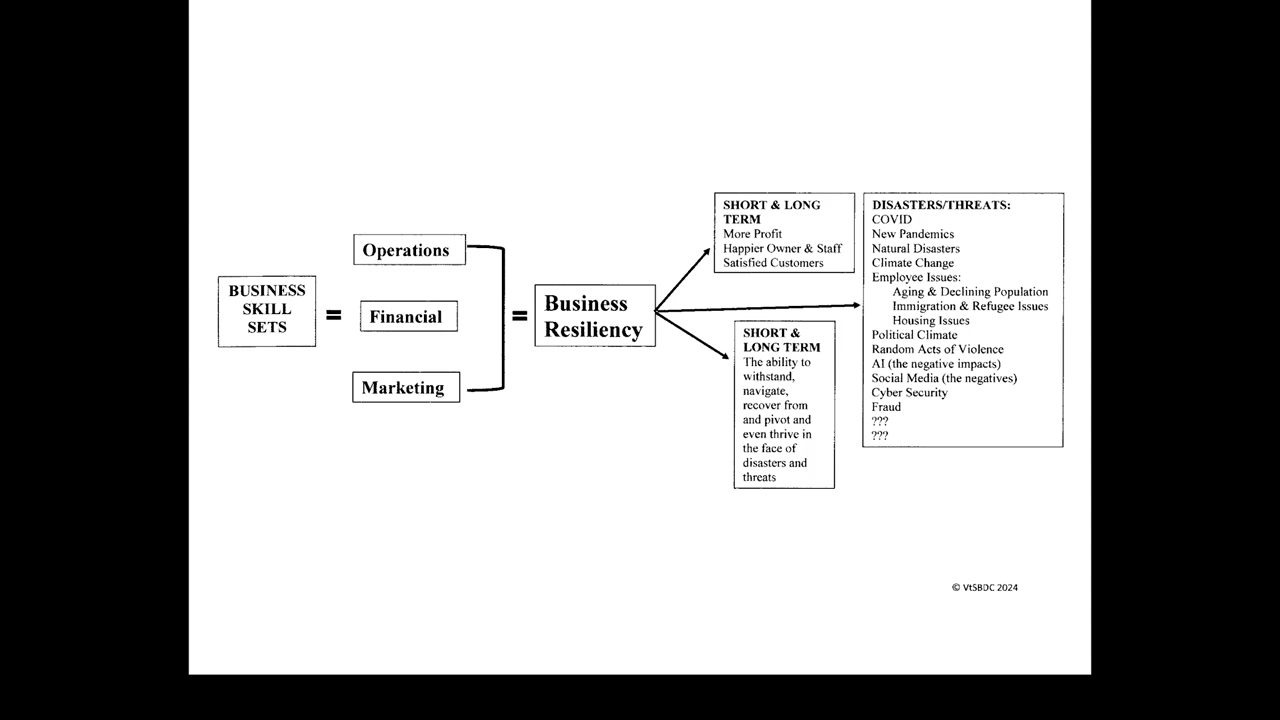 BUSINESS
SKILL
SETS
=
Operations
Financial
Marketing
=
Business
Resiliency
SHORT & LONG
TERM
More Profit
Happier Owner & Staff
Satisfied Customers
SHORT &
LONG TERM
The ability to
withstand,
navigate,
recover from
and pivot and
even thrive in
the face of
disasters and
threats
DISASTERS/THREATS:
COVID
New Pandemics
Natural Disasters
Climate Change
Employee Issues:
Aging & Declining Population
Immigration & Refugee Issues
Housing Issues
Political Climate
Random Acts of Violence
AI (the negative impacts)
Social Media (the negatives)
Cyber Security
Fraud
???
???
© VtSBDC 2024